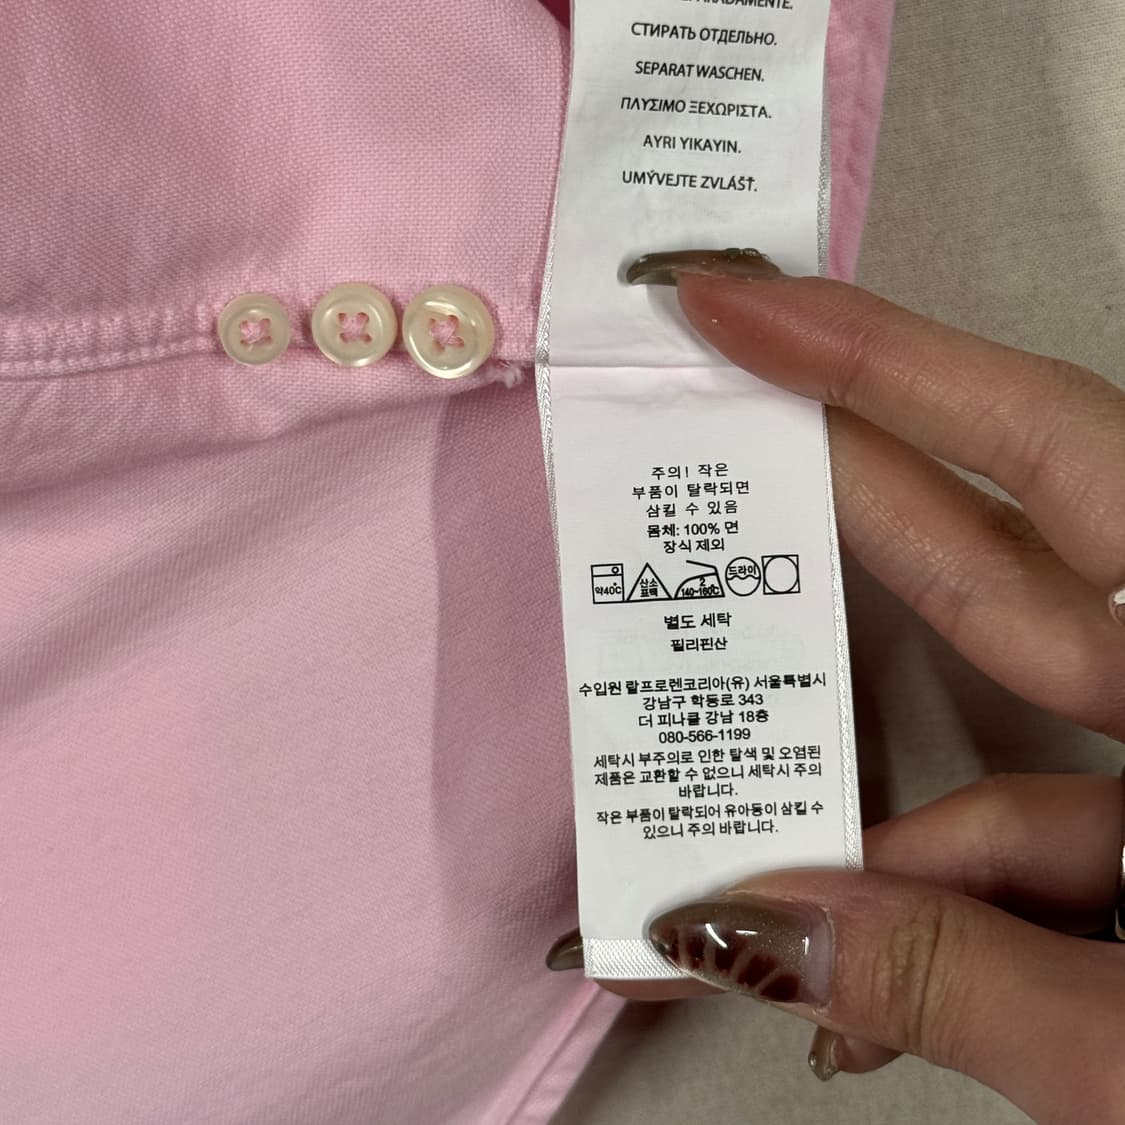 SEPARADAMENTE.
СТИРАТЬ ОТДЕЛЬНО.
SEPARAT WASCHEN.
ΠΛΥΣΙΜΟ ΞΕΧΩΡΙΣΤΑ.
AYRI YIKAYIN.
UMÝVEJTE ZVLÁŠŤ.
주의! 작은
부품이 탈락되면
삼킬 수 있음
몸체: 100% 면
장식 제외
약40℃ 산소 표백 2 140~160℃ 드라이
별도 세탁
필리핀산
수입원 랄프로렌코리아(유) 서울특별시
강남구 학동로 343
더 피나클 강남 18층
080-566-1199
세탁시 부주의로 인한 탈색 및 오염된
제품은 교환할 수 없으니 세탁시 주의
바랍니다.
작은 부품이 탈락되어 유아등이 삼킬 수
있으니 주의 바랍니다.